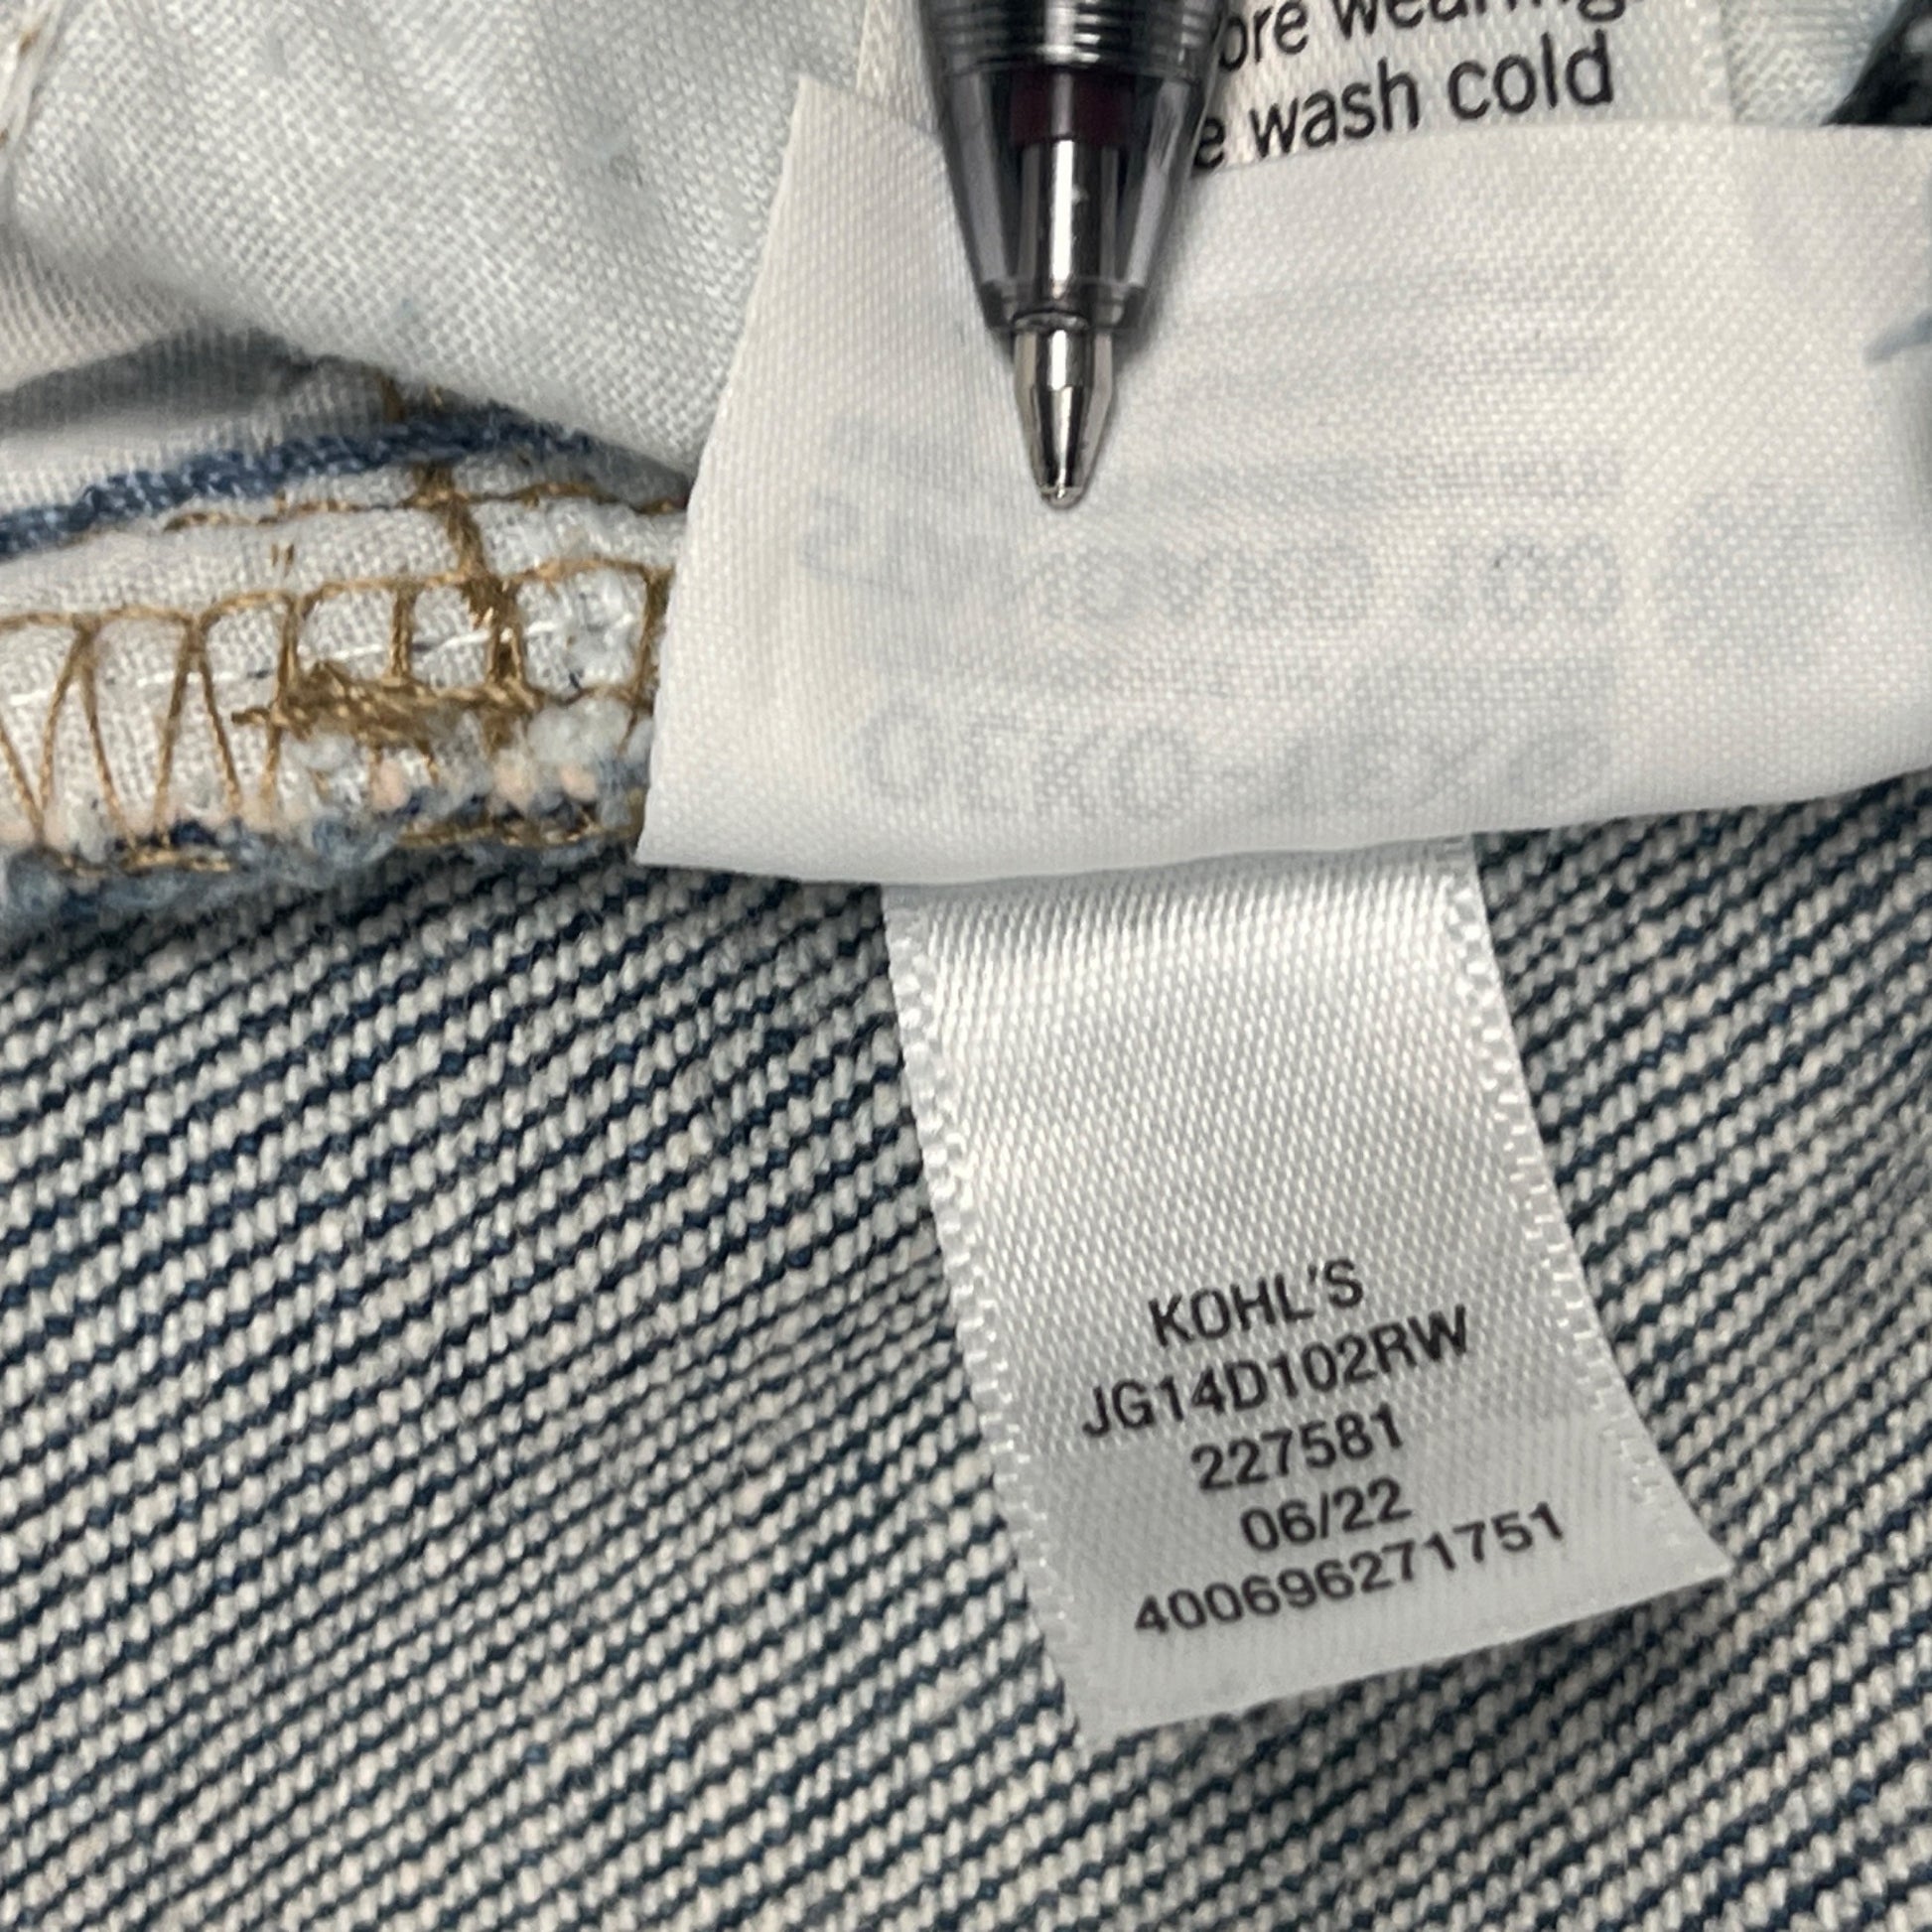 wash cold
KOHL'S
JG14D102RW
227581
06/22
400696271751